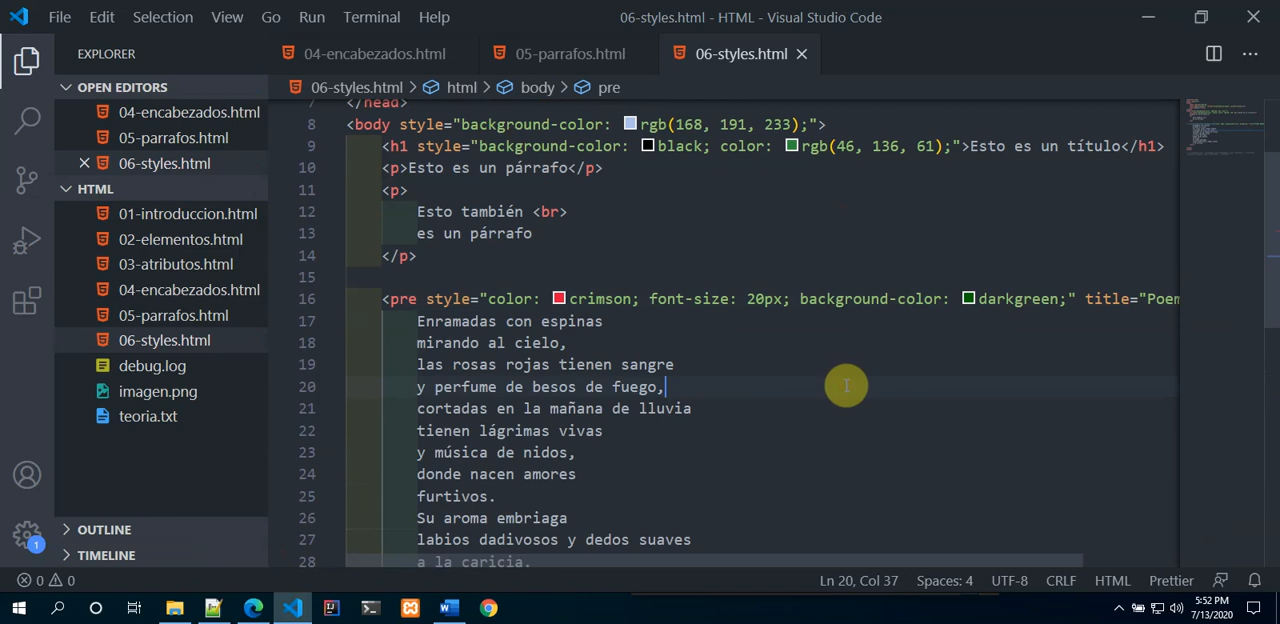 File Edit Selection View Go Run Terminal Help 06-styles.html - HTML - Visual Studio Code
EXPLORER
04-encabezados.html 05-parrafos.html 06-styles.html
OPEN EDITORS
04-encabezados.html
05-parrafos.html
06-styles.html
HTML
01-introduccion.html
02-elementos.html
03-atributos.html
04-encabezados.html
05-parrafos.html
06-styles.html
debug.log
imagen.png
teoria.txt
OUTLINE
TIMELINE
06-styles.html > html > body > pre
7 </head>
8 <body style="background-color: rgb(168, 191, 233);">
9 <h1 style="background-color: black; color: rgb(46, 136, 61);">Esto es un título</h1>
10 <p>Esto es un párrafo</p>
11 <p>
12 Esto también <br>
13 es un párrafo
14 </p>
15
16 <pre style="color: crimson; font-size: 20px; background-color: darkgreen;" title="Poem
17 Enramadas con espinas
18 mirando al cielo,
19 las rosas rojas tienen sangre
20 y perfume de besos de fuego,
21 cortadas en la mañana de lluvia
22 tienen lágrimas vivas
23 y música de nidos,
24 donde nacen amores
25 furtivos.
26 Su aroma embriaga
27 labios dadivosos y dedos suaves
28 a la caricia.
1
0 0 Ln 20, Col 37 Spaces: 4 UTF-8 CRLF HTML Prettier
5:52 PM
7/13/2020